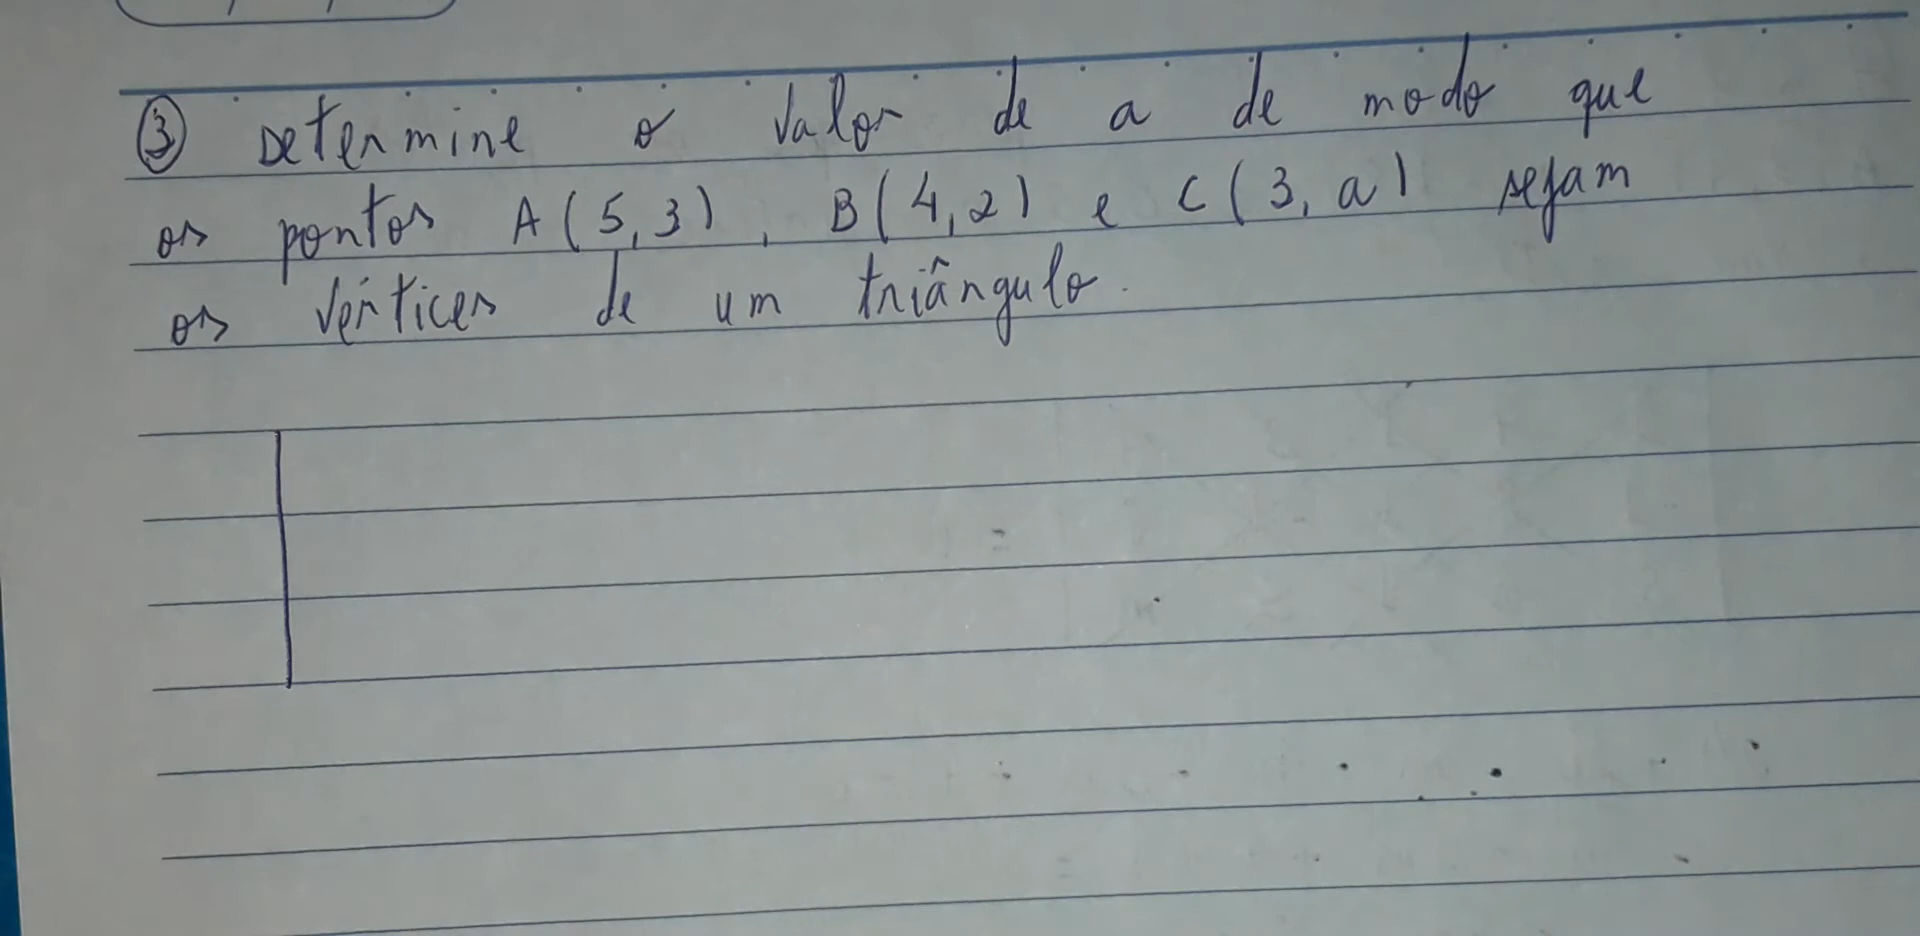 ③ Determine o valor de a de modo que
os pontos A(5,3), B(4,2) e C(3,a) sejam
os vértices de um triângulo.